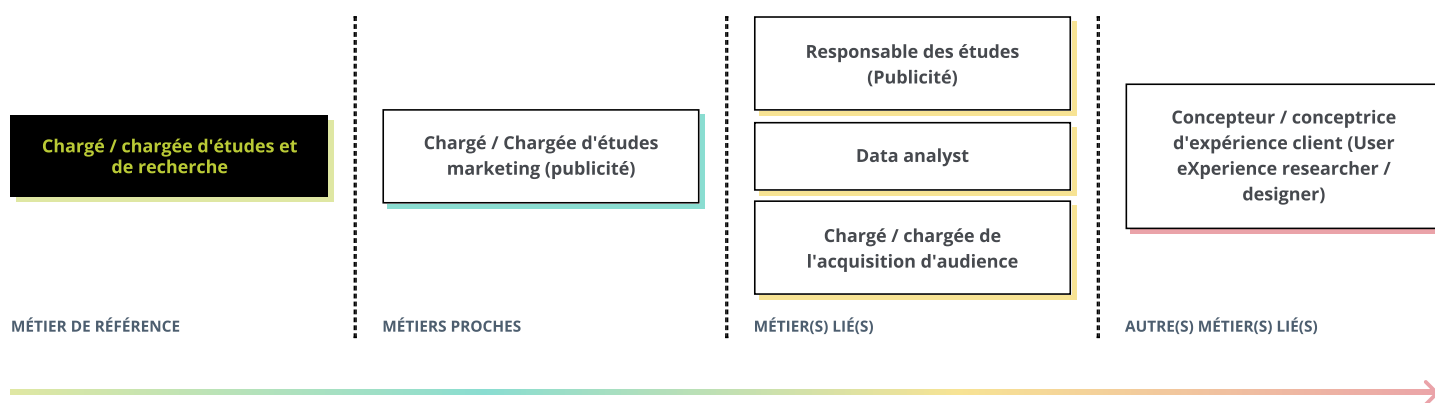 Chargé / chargée d'études et
de recherche
MÉTIER DE RÉFÉRENCE
Chargé / Chargée d'études
marketing (publicité)
MÉTIERS PROCHES
Responsable des études
(Publicité)
Data analyst
Chargé / chargée de
l'acquisition d'audience
MÉTIER(S) LIÉ(S)
Concepteur / conceptrice
d'expérience client (User
eXperience researcher /
designer)
AUTRE(S) MÉTIER(S) LIÉ(S)